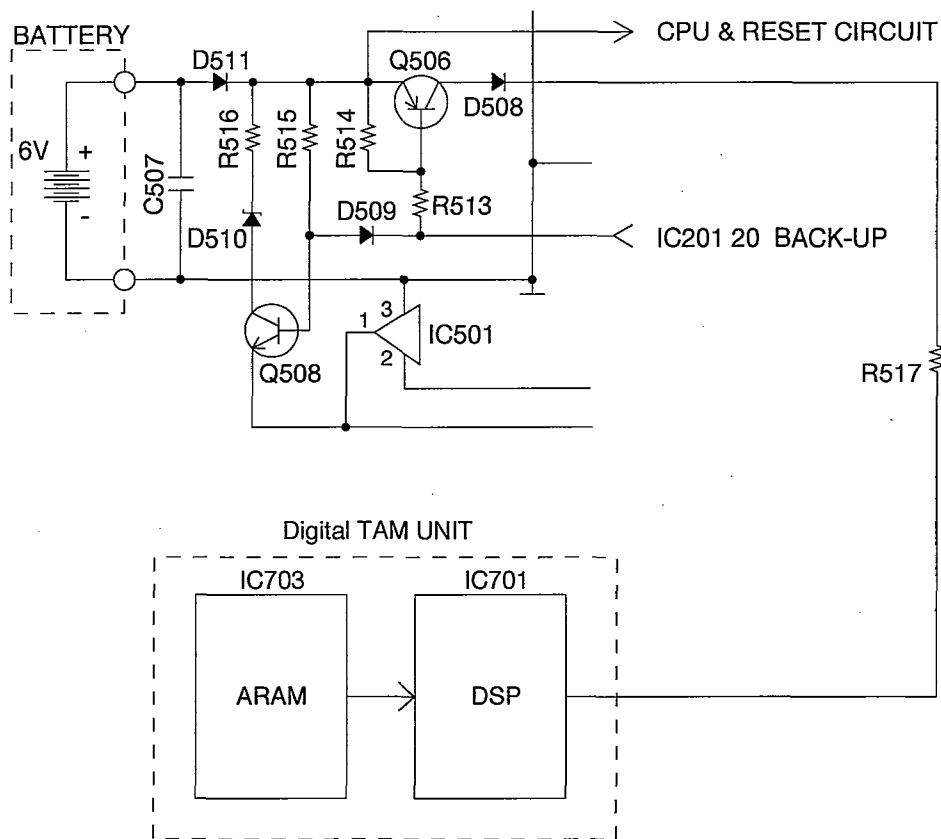 BATTERY
6V
+
-
C507
D511
R516
R515
R514
Q506
D508
CPU & RESET CIRCUIT
D510
D509
R513
IC201 20 BACK-UP
Q508
1
3
2
IC501
R517
Digital TAM UNIT
IC703
IC701
ARAM
DSP